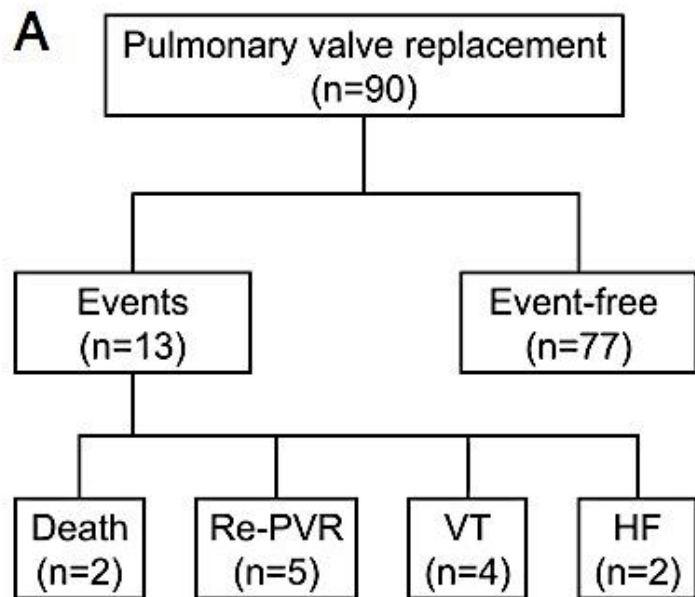 A
Pulmonary valve replacement
(n=90)
Events
(n=13)
Event-free
(n=77)
Death
(n=2)
Re-PVR
(n=5)
VT
(n=4)
HF
(n=2)